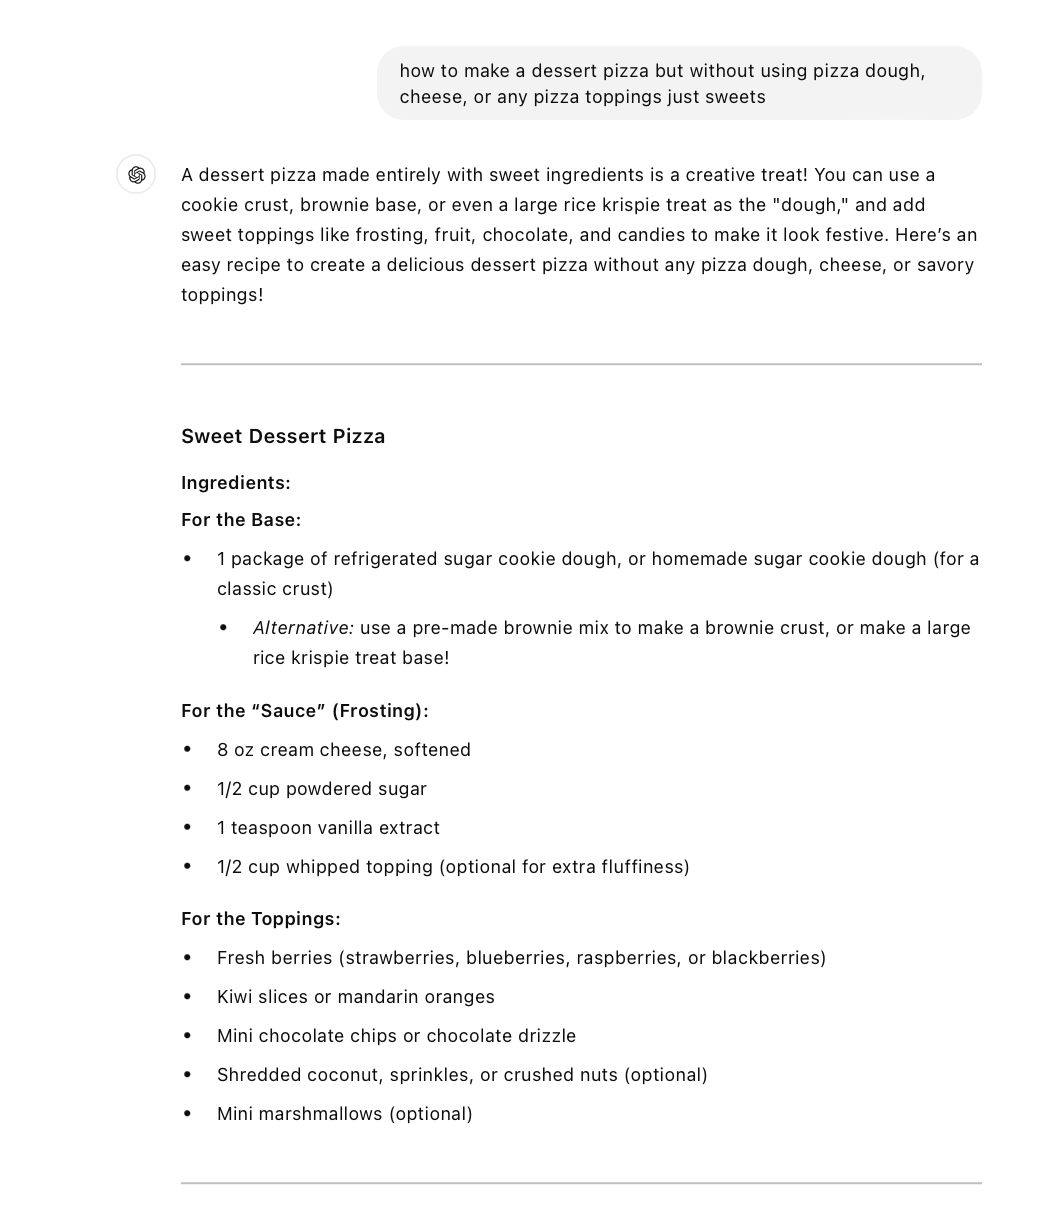 how to make a dessert pizza but without using pizza dough,
cheese, or any pizza toppings just sweets
A dessert pizza made entirely with sweet ingredients is a creative treat! You can use a
cookie crust, brownie base, or even a large rice krispie treat as the "dough," and add
sweet toppings like frosting, fruit, chocolate, and candies to make it look festive. Here’s an
easy recipe to create a delicious dessert pizza without any pizza dough, cheese, or savory
toppings!
Sweet Dessert Pizza
Ingredients:
For the Base:
• 1 package of refrigerated sugar cookie dough, or homemade sugar cookie dough (for a
classic crust)
• Alternative: use a pre-made brownie mix to make a brownie crust, or make a large
rice krispie treat base!
For the “Sauce” (Frosting):
• 8 oz cream cheese, softened
• 1/2 cup powdered sugar
• 1 teaspoon vanilla extract
• 1/2 cup whipped topping (optional for extra fluffiness)
For the Toppings:
• Fresh berries (strawberries, blueberries, raspberries, or blackberries)
• Kiwi slices or mandarin oranges
• Mini chocolate chips or chocolate drizzle
• Shredded coconut, sprinkles, or crushed nuts (optional)
• Mini marshmallows (optional)